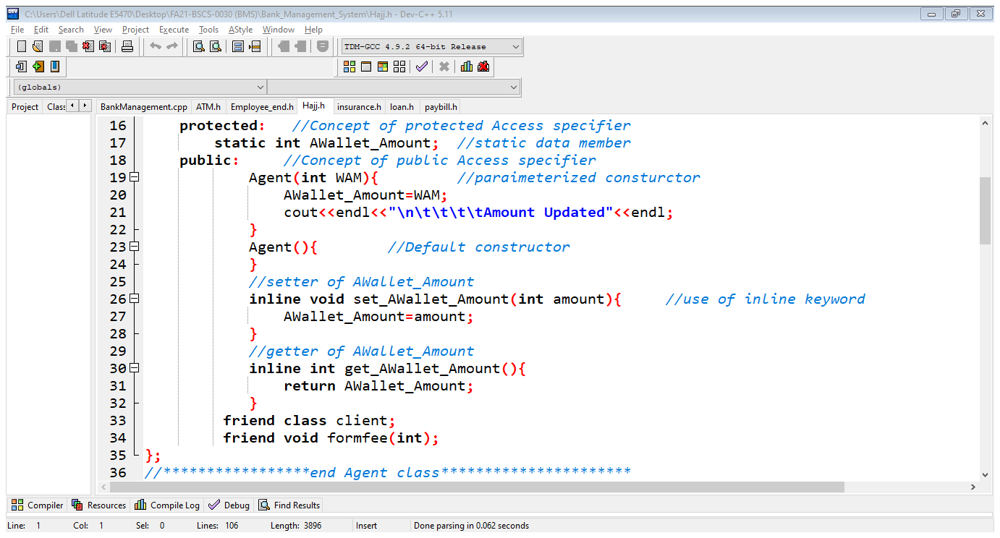 C:\Users\Dell Latitude E5470\Desktop\FA21-BSCS-0030 (BMS)\Bank_Management_System\Hajj.h - Dev-C++ 5.11
File Edit Search View Project Execute Tools AStyle Window Help
TDM-GCC 4.9.2 64-bit Release
(globals)
Project Clas BankManagement.cpp ATM.h Employee_end.h Hajj.h insurance.h loan.h paybill.h
16 protected: //Concept of protected Access specifier
17 static int AWallet_Amount; //static data member
18 public: //Concept of public Access specifier
19 Agent(int WAM){ //paraimeterized consturctor
20 AWallet_Amount=WAM;
21 cout<<endl<<"\n\t\t\t\tAmount Updated"<<endl;
22 }
23 Agent(){ //Default constructor
24 }
25 //setter of AWallet_Amount
26 inline void set_AWallet_Amount(int amount){ //use of inline keyword
27 AWallet_Amount=amount;
28 }
29 //getter of AWallet_Amount
30 inline int get_AWallet_Amount(){
31 return AWallet_Amount;
32 }
33 friend class client;
34 friend void formfee(int);
35 };
36 //*****************end Agent class**********************
Compiler Resources Compile Log Debug Find Results
Line: 1 Col: 1 Sel: 0 Lines: 106 Length: 3896 Insert Done parsing in 0.062 seconds